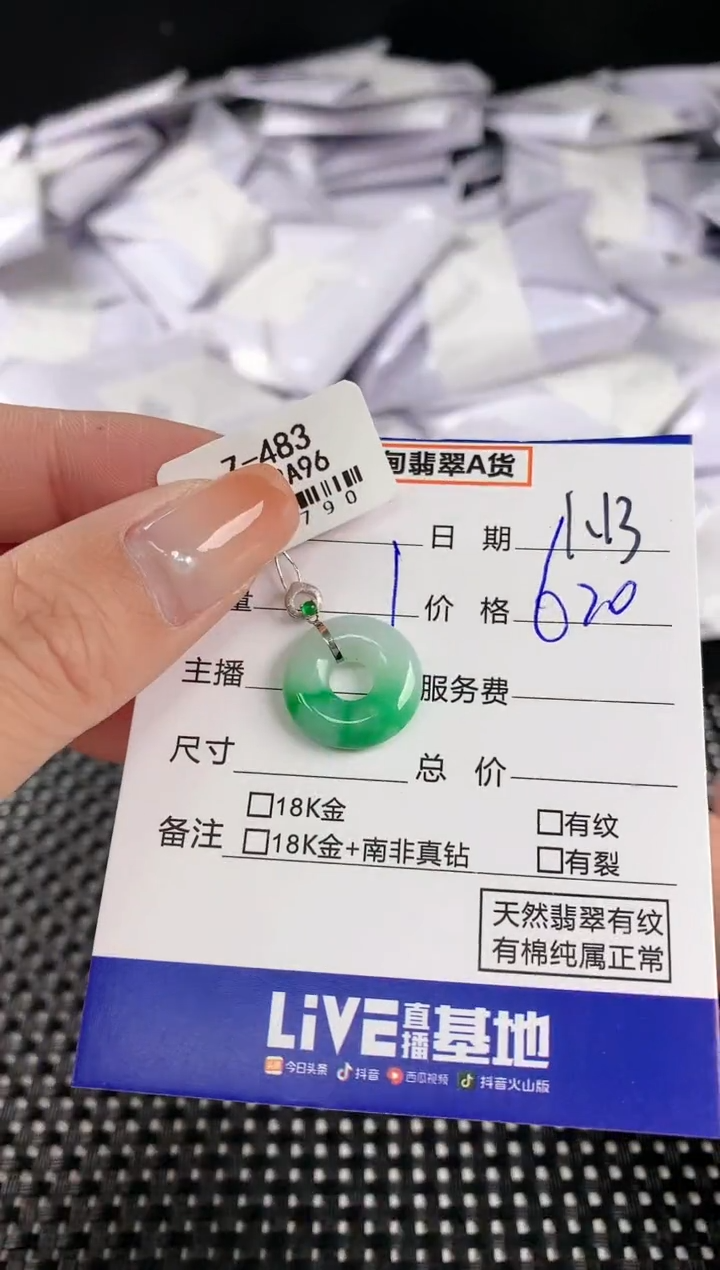 7-483
A96
790
翡翠A货
日 期 1.13
量 1 价 格 620
主播 服务费
尺寸 总 价
备注 □18K金 □有纹
□18K金+南非真钻 □有裂
天然翡翠有纹
有棉纯属正常
LiVE直播基地
今日头条 抖音 西瓜视频 抖音火山版